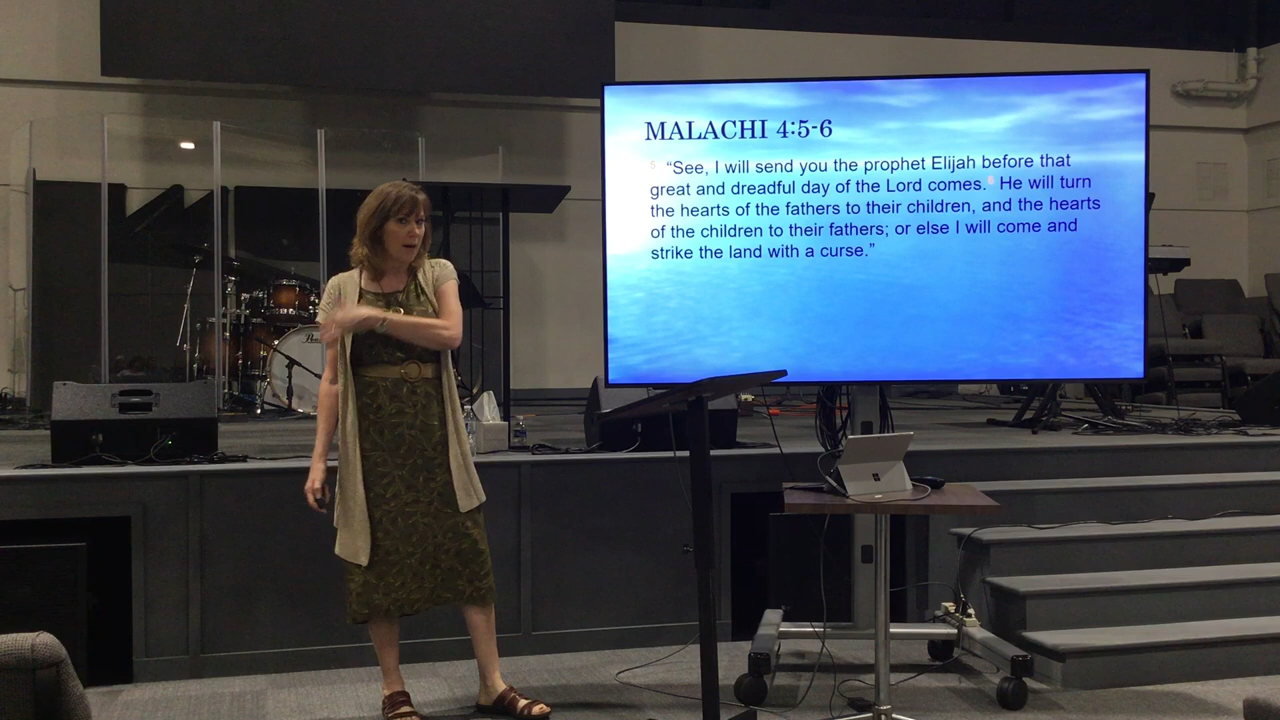 MALACHI 4:5-6
5 “See, I will send you the prophet Elijah before that
great and dreadful day of the Lord comes. 6 He will turn
the hearts of the fathers to their children, and the hearts
of the children to their fathers; or else I will come and
strike the land with a curse.”